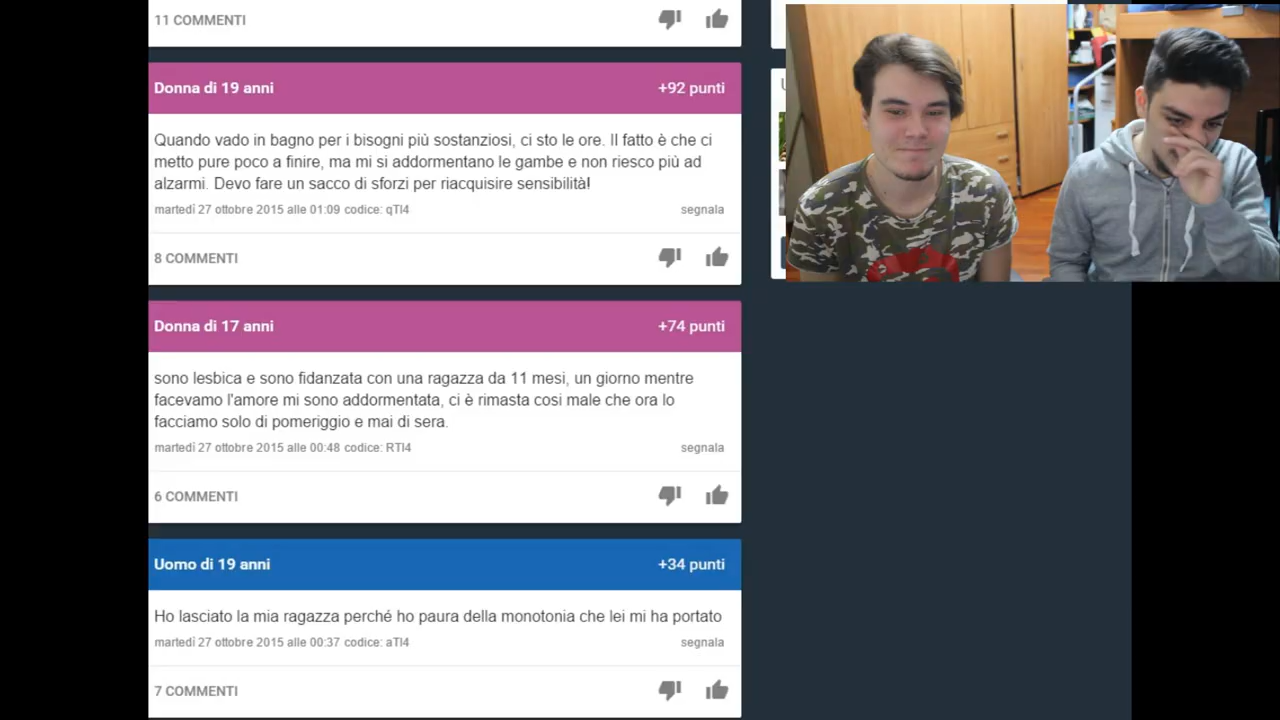 11 COMMENTI
Donna di 19 anni +92 punti
Quando vado in bagno per i bisogni più sostanziosi, ci sto le ore. Il fatto è che ci
metto pure poco a finire, ma mi si addormentano le gambe e non riesco più ad
alzarmi. Devo fare un sacco di sforzi per riacquisire sensibilità!
martedì 27 ottobre 2015 alle 01:09 codice: qTI4 segnala
8 COMMENTI
Donna di 17 anni +74 punti
sono lesbica e sono fidanzata con una ragazza da 11 mesi, un giorno mentre
facevamo l'amore mi sono addormentata, ci è rimasta cosi male che ora lo
facciamo solo di pomeriggio e mai di sera.
martedì 27 ottobre 2015 alle 00:48 codice: RTI4 segnala
6 COMMENTI
Uomo di 19 anni +34 punti
Ho lasciato la mia ragazza perché ho paura della monotonia che lei mi ha portato
martedì 27 ottobre 2015 alle 00:37 codice: aTI4 segnala
7 COMMENTI